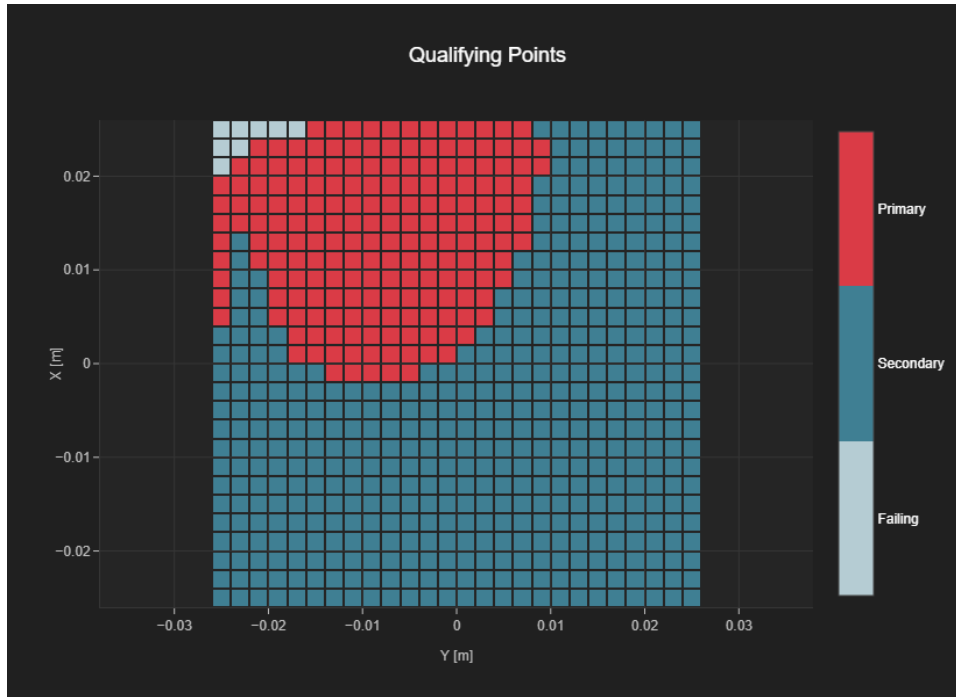 Qualifying Points
0.02
0.01
0
−0.01
−0.02
X [m]
−0.03
−0.02
−0.01
0
0.01
0.02
0.03
Y [m]
Primary
Secondary
Failing